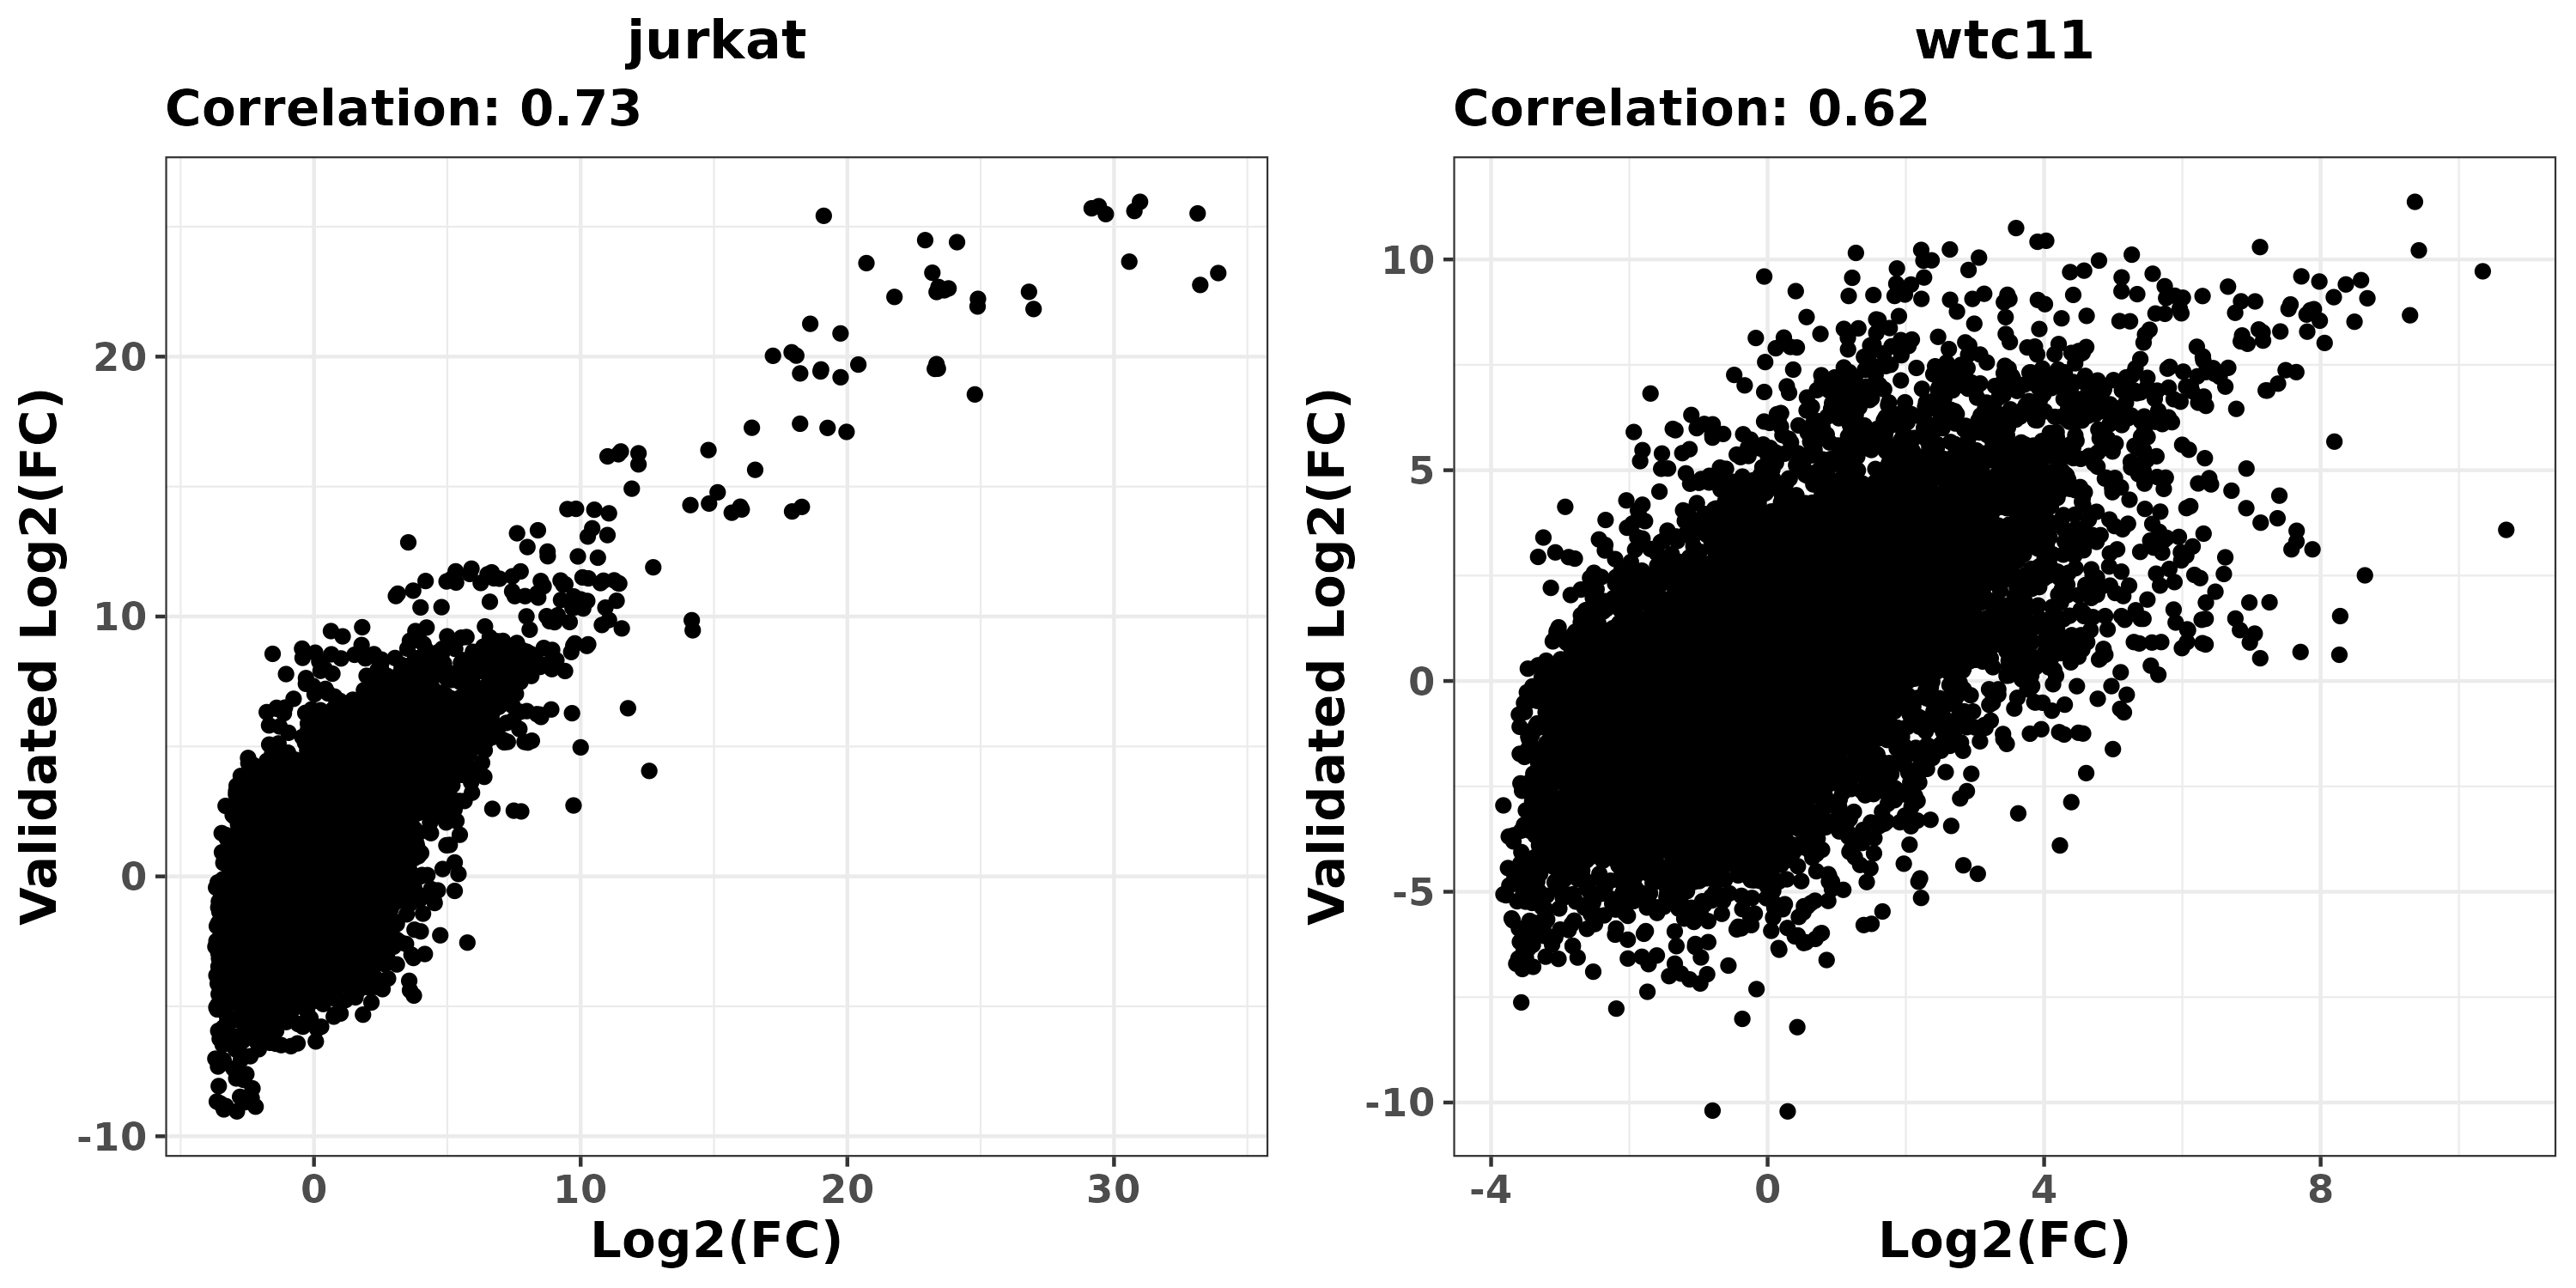 jurkat
Correlation: 0.73
Validated Log2(FC)
20
10
0
-10
0 10 20 30
Log2(FC)
wtc11
Correlation: 0.62
Validated Log2(FC)
10
5
0
-5
-10
-4 0 4 8
Log2(FC)